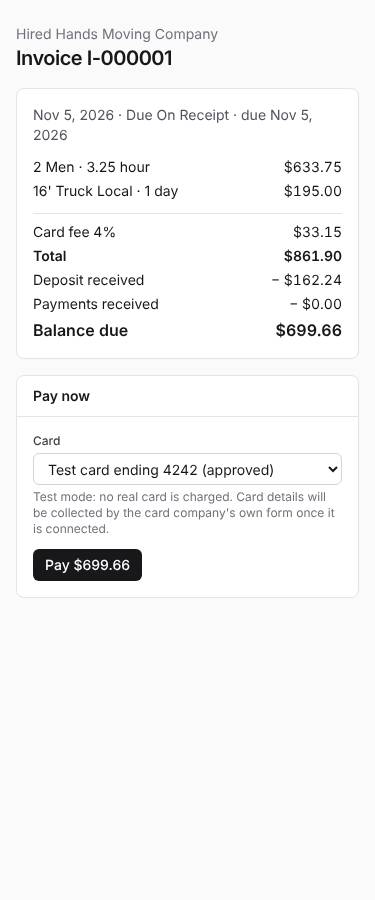 Hired Hands Moving Company
Invoice I-000001
Nov 5, 2026 · Due On Receipt · due Nov 5,
2026
2 Men · 3.25 hour $633.75
16' Truck Local · 1 day $195.00
Card fee 4% $33.15
Total $861.90
Deposit received − $162.24
Payments received − $0.00
Balance due $699.66
Pay now
Card
Test card ending 4242 (approved)
Test mode: no real card is charged. Card details will
be collected by the card company's own form once it
is connected.
Pay $699.66